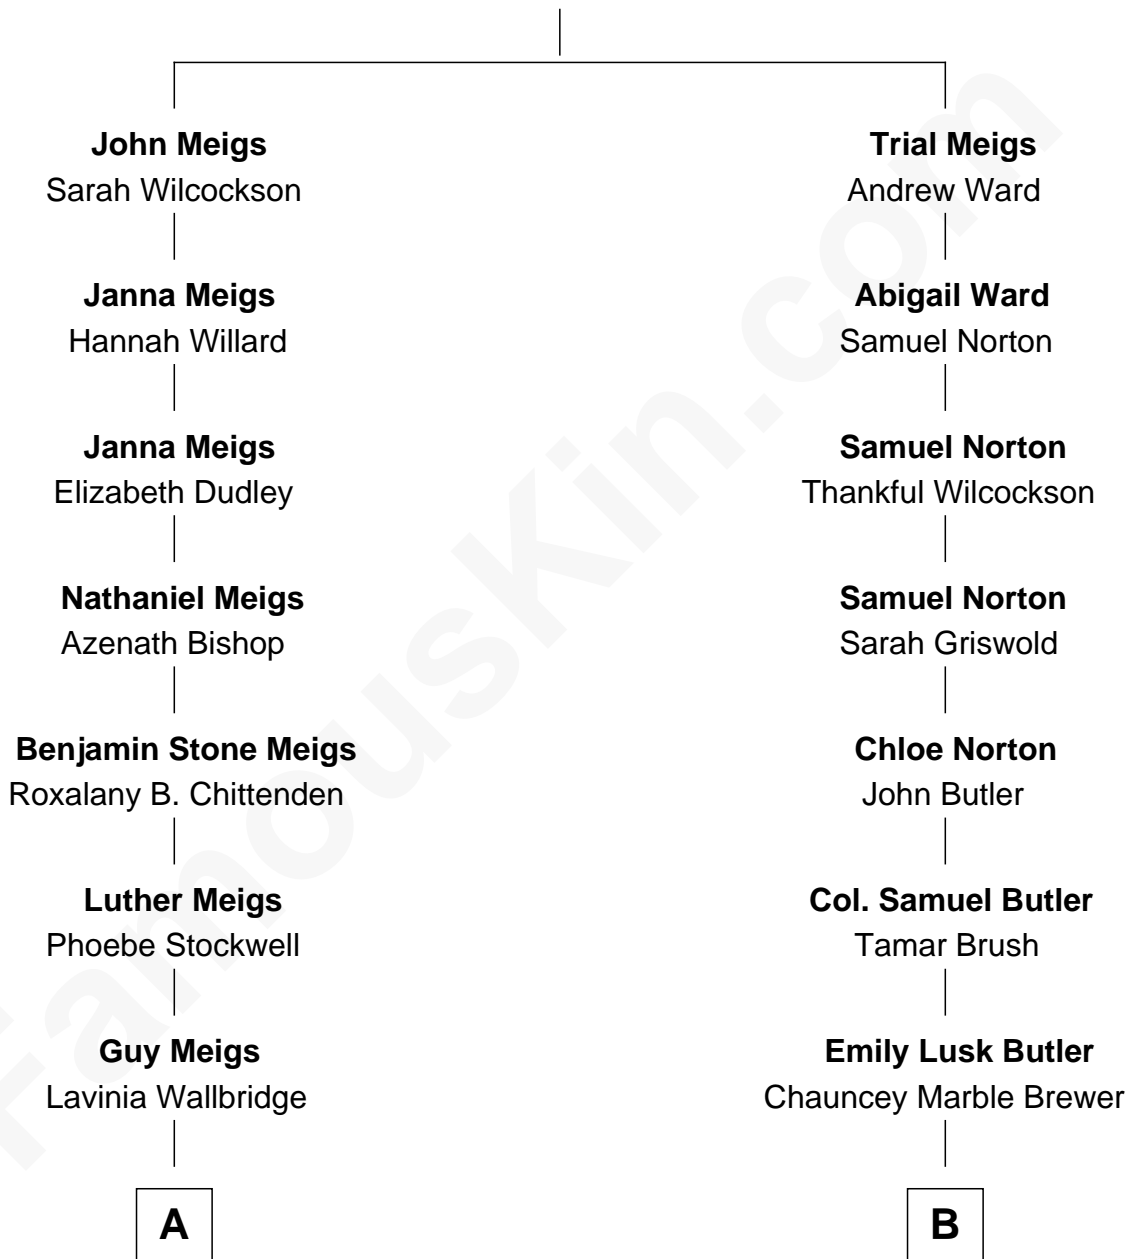 John Meigs
Sarah Wilcockson
Trial Meigs
Andrew Ward
Janna Meigs
Hannah Willard
Abigail Ward
Samuel Norton
Janna Meigs
Elizabeth Dudley
Samuel Norton
Thankful Wilcockson
Nathaniel Meigs
Azenath Bishop
Samuel Norton
Sarah Griswold
Benjamin Stone Meigs
Roxalany B. Chittenden
Chloe Norton
John Butler
Luther Meigs
Phoebe Stockwell
Col. Samuel Butler
Tamar Brush
Guy Meigs
Lavinia Wallbridge
Emily Lusk Butler
Chauncey Marble Brewer
A
B
FamousKin.com